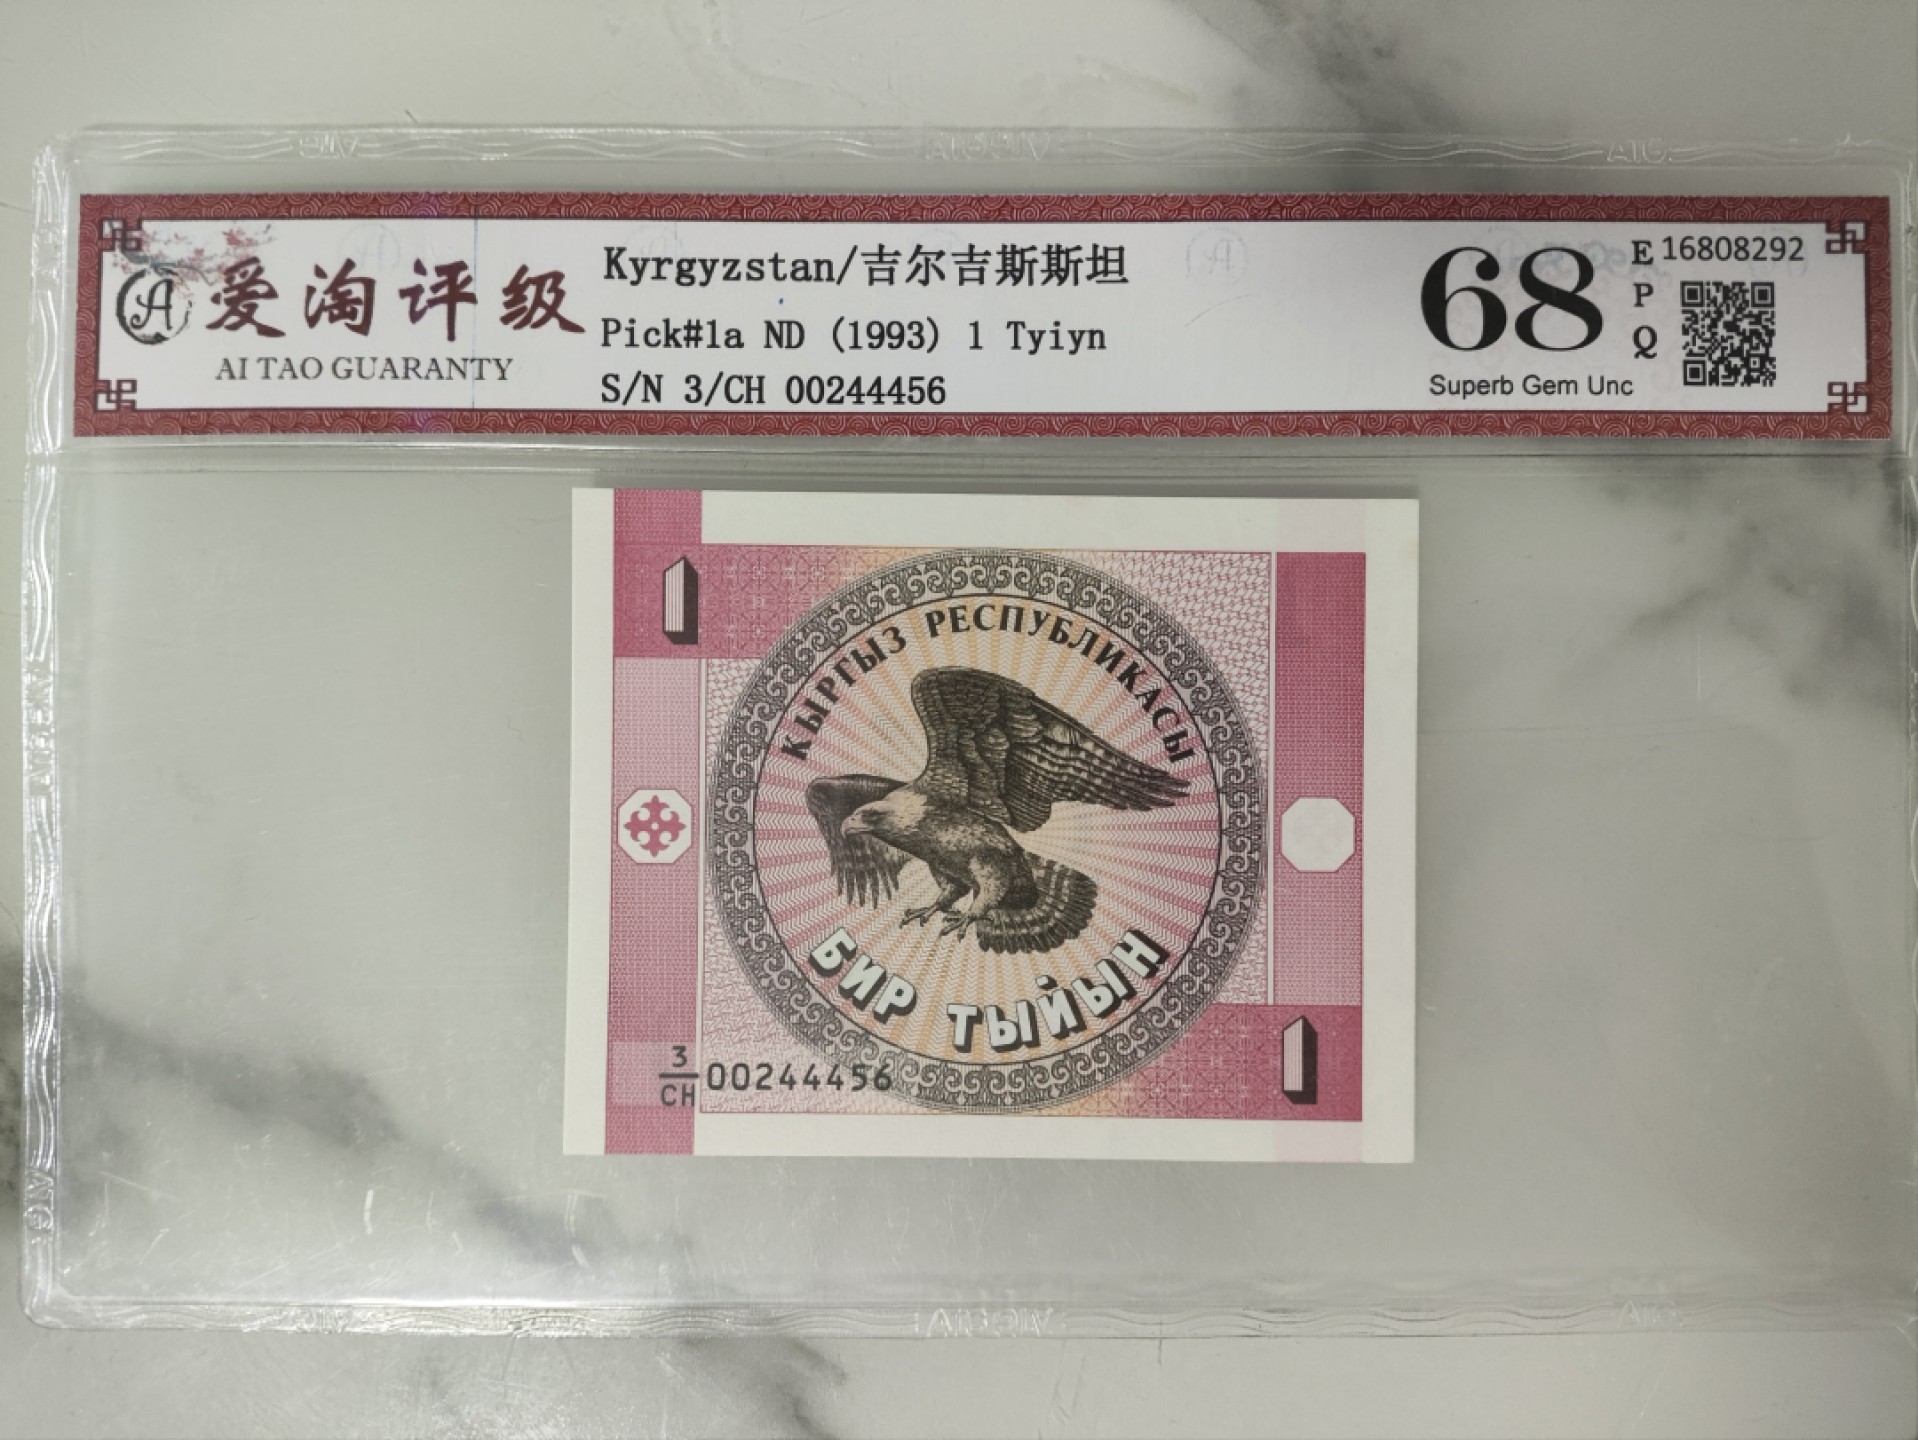 爱淘评级
AI TAO GUARANTY
Kyrgyzstan/吉尔吉斯斯坦
Pick#1a ND (1993) 1 Tyiyn
S/N 3/CH 00244456
68
EPQ
16808292
Superb Gem Unc
1
КЫРГЫЗ РЕСПУБЛИКАСЫ
БИР ТЫЙЫН
3/CH 00244456
1